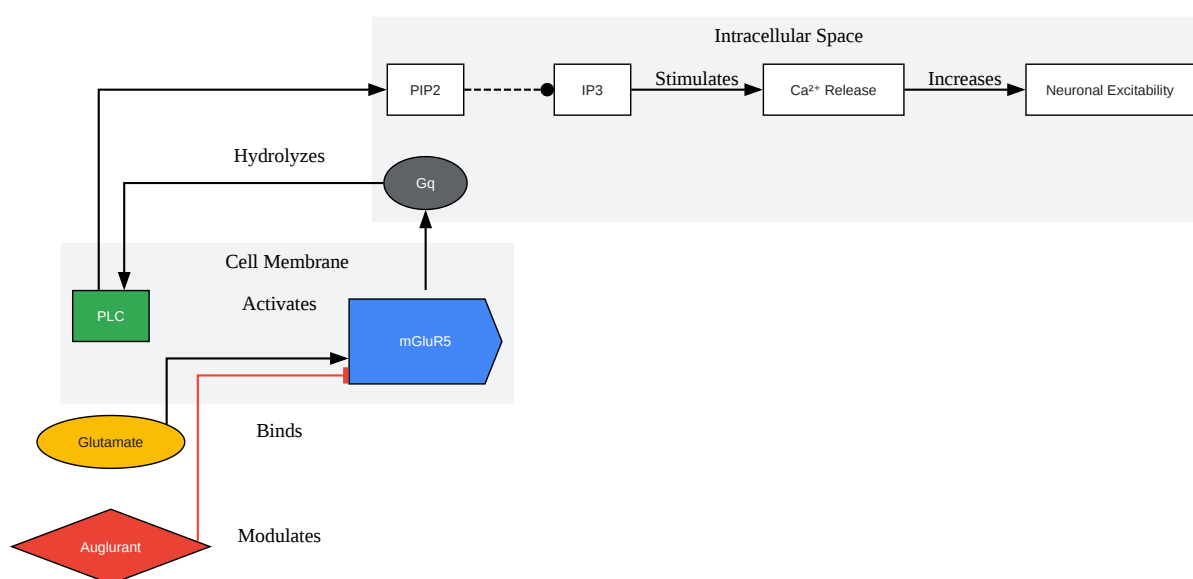 Intracellular Space
PIP2
IP3
Stimulates
Ca²⁺ Release
Increases
Neuronal Excitability
Hydrolyzes
Gq
Cell Membrane
Activates
PLC
mGluR5
Binds
Glutamate
Modulates
Auglurant